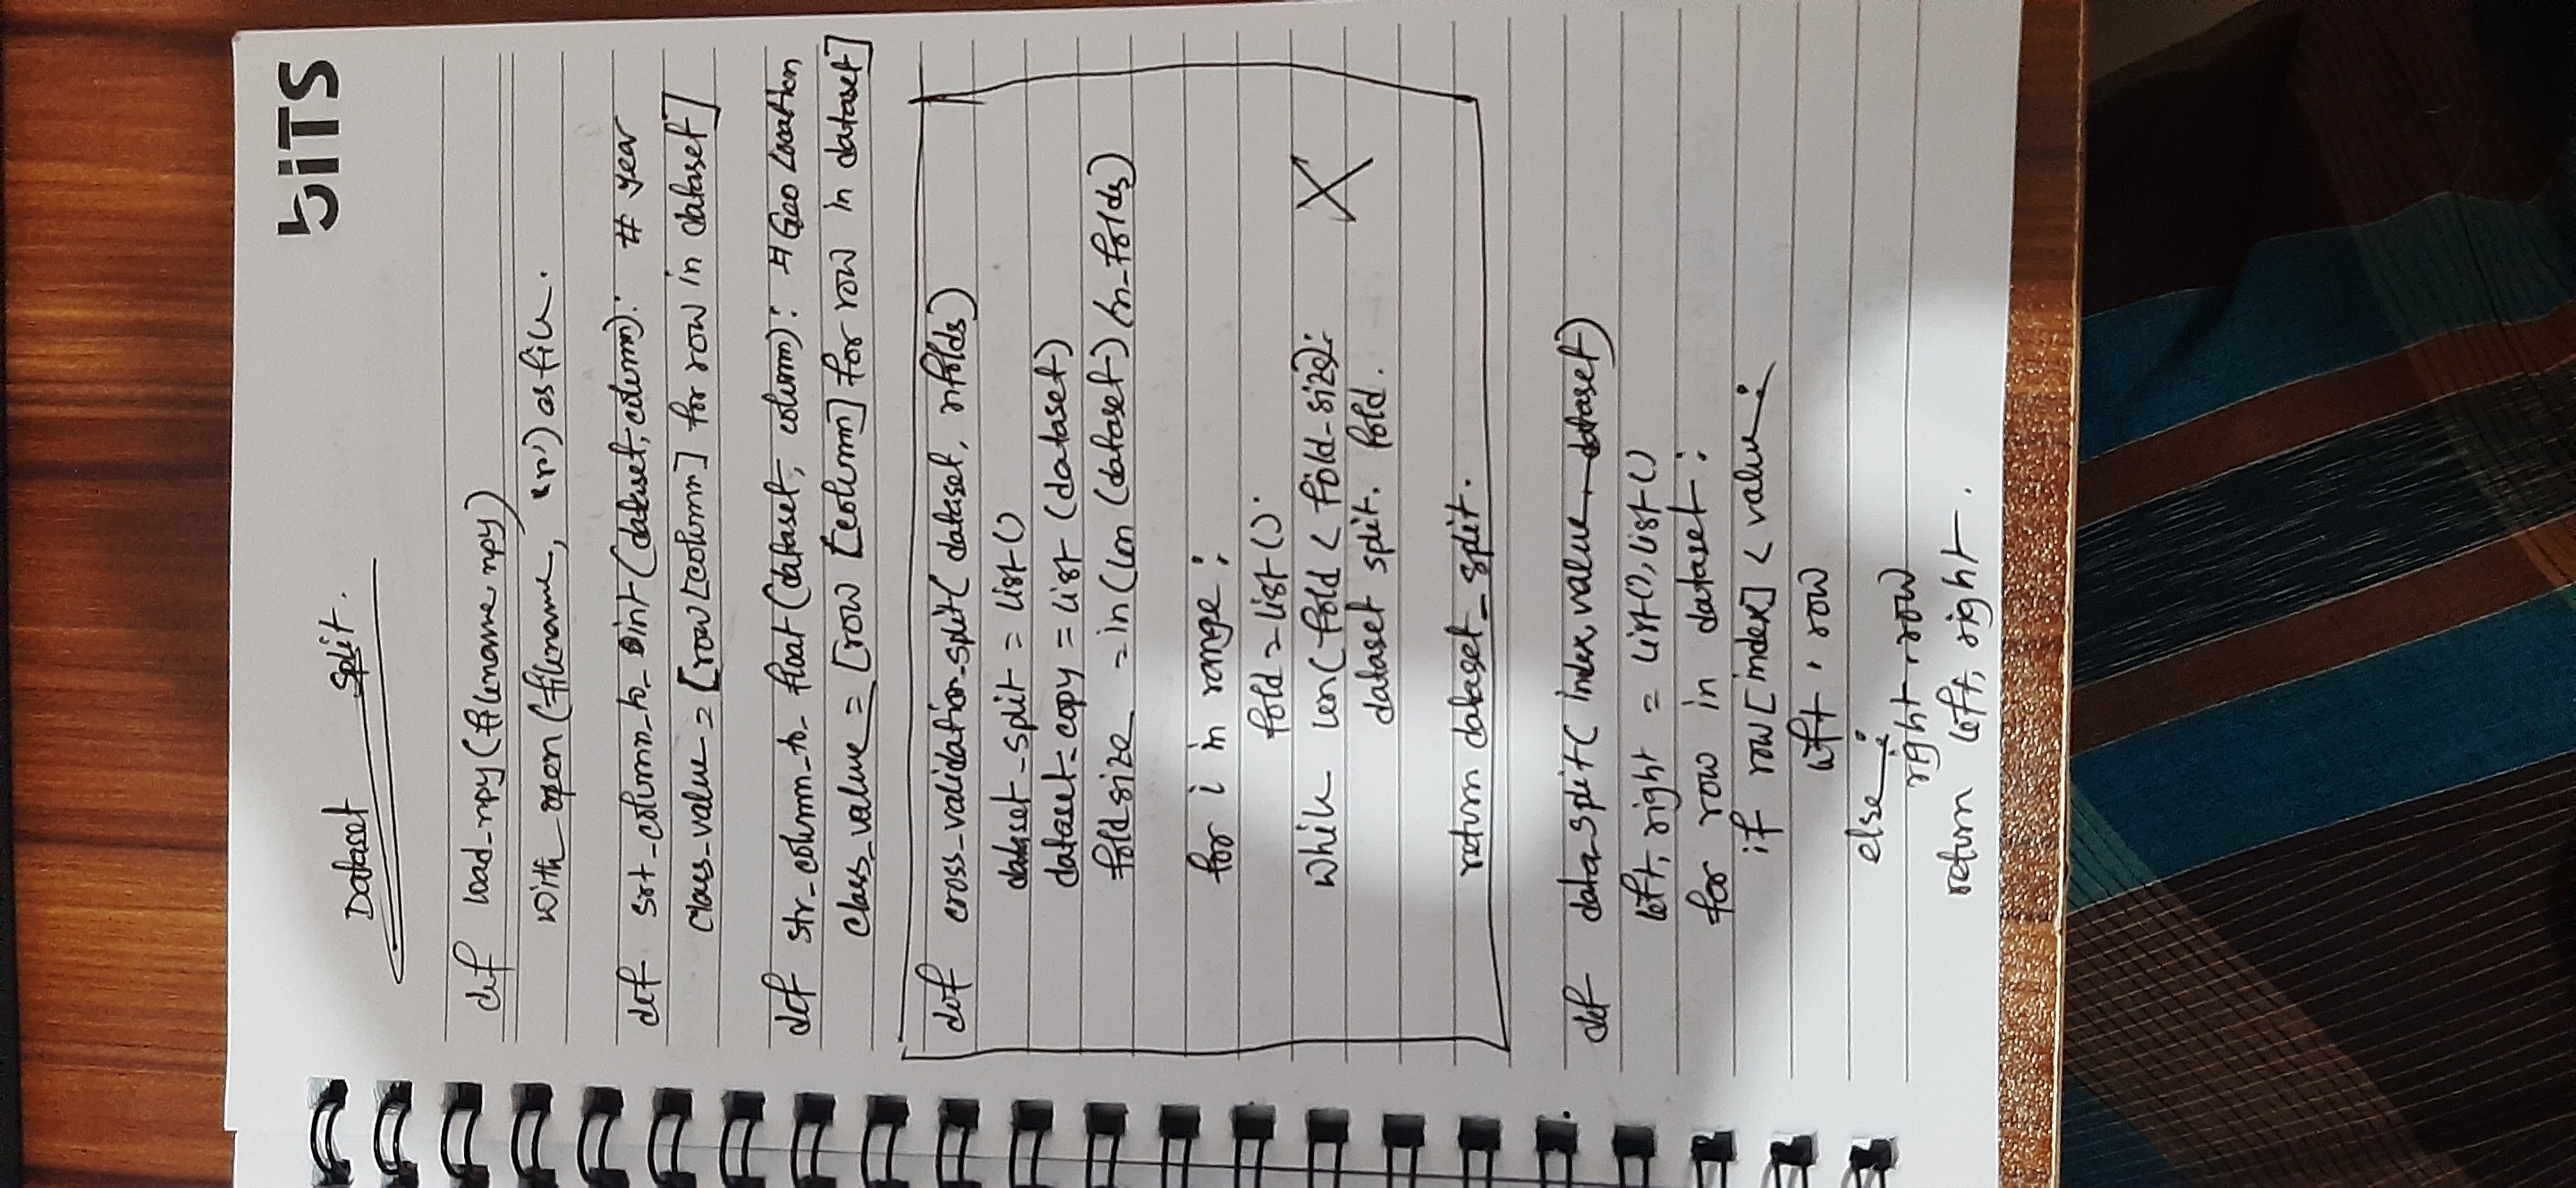 biTS
Dataset Split.
def load_npy(filename.npy)
with open(filename, "r") as file.
def srt_column_to_int(dataset, column): # year
class_value = [row[column] for row in dataset]
def str_column_to_float(dataset, column): # Geo Location
class_value = [row [column] for row in dataset]
def cross_validation_split( dataset, nfolds)
dataset_split = list()
dataset_copy = list (dataset)
fold size = in (len (dataset) /n_folds)
for i in range :
fold = list().
while len(fold < fold_size):
dataset split. fold.
X
return dataset_split.
def data split( index, value, dataset)
left, right = list(), list()
for row in dataset :
if row [index] < value :
left . row
else :
right . row
return left, right .